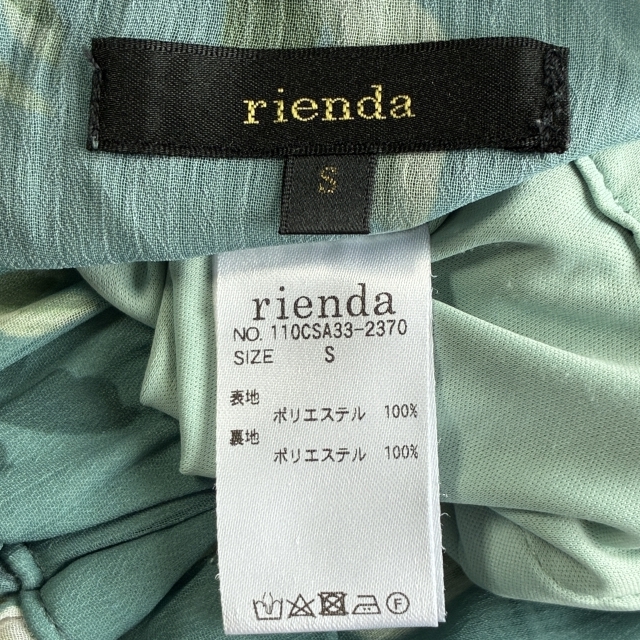 rienda
S
rienda
NO. 110CSA33-2370
SIZE S
表地
ポリエステル 100%
裏地
ポリエステル 100%